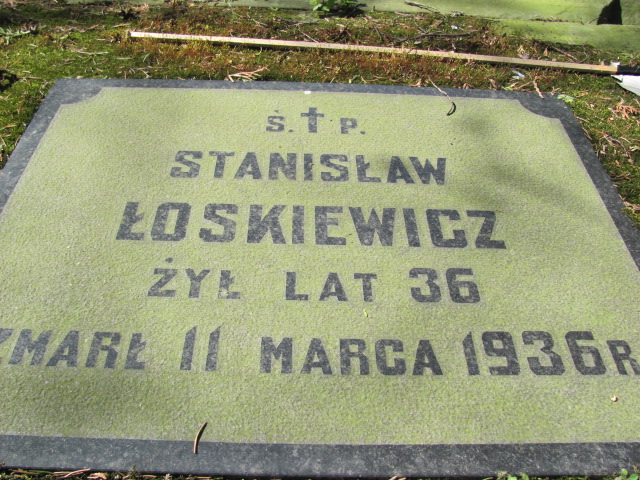 Ś.†P.
STANISŁAW
ŁOSKIEWICZ
ŻYŁ LAT 36
ZMARŁ 11 MARCA 1936 R